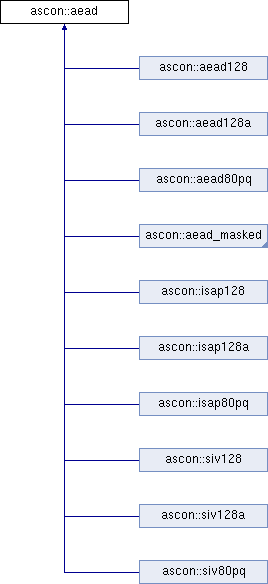 ascon::aead
ascon::aead128
ascon::aead128a
ascon::aead80pq
ascon::aead_masked
ascon::isap128
ascon::isap128a
ascon::isap80pq
ascon::siv128
ascon::siv128a
ascon::siv80pq